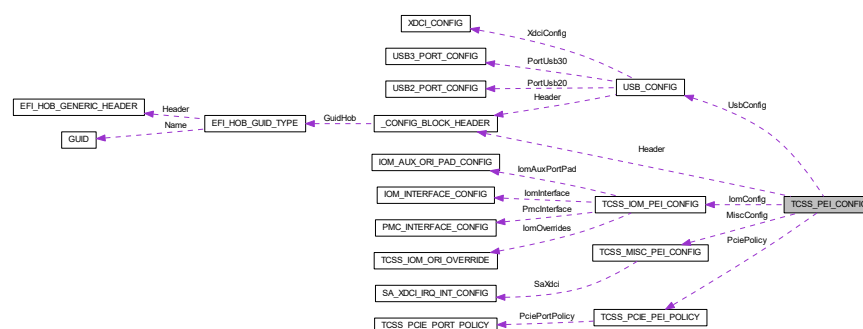 XDCI_CONFIG
XdciConfig
USB3_PORT_CONFIG
PortUsb30
USB2_PORT_CONFIG
PortUsb20
USB_CONFIG
EFI_HOB_GENERIC_HEADER
Header
Header
UsbConfig
GuidHob
EFI_HOB_GUID_TYPE
_CONFIG_BLOCK_HEADER
Name
GUID
Header
IOM_AUX_ORI_PAD_CONFIG
IomAuxPortPad
IOM_INTERFACE_CONFIG
IomInterface
TCSS_IOM_PEI_CONFIG
IomConfig
TCSS_PEI_CONFIG
PmcInterface
MiscConfig
PMC_INTERFACE_CONFIG
IomOverrides
PciePolicy
TCSS_MISC_PEI_CONFIG
TCSS_IOM_ORI_OVERRIDE
SaXdci
SA_XDCI_IRQ_INT_CONFIG
PciePortPolicy
TCSS_PCIE_PEI_POLICY
TCSS_PCIE_PORT_POLICY